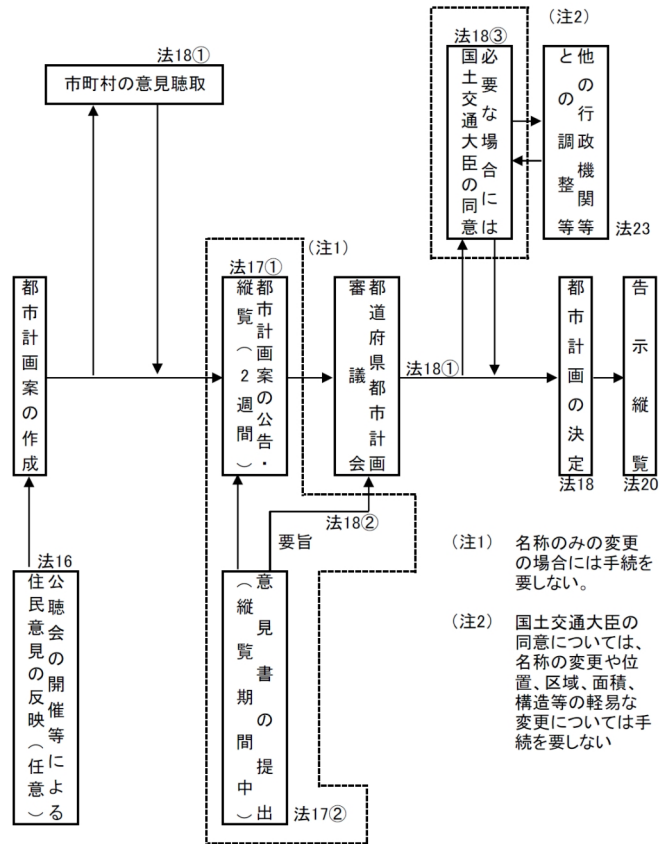 (注2)
法18①
市町村の意見聴取
法18③
必要な場合には
国土交通大臣の同意
他の行政機関等
との調整等
法23
(注1)
法17①
都市計画案の作成
都市計画案の公告・
縦覧(2週間)
都道府県都市計画
審議会
法18①
都市計画の決定
法18
告示縦覧
法20
法18②
要旨
法16
公聴会の開催等による
住民意見の反映(任意)
意見書の提出
(縦覧期間中)
法17②
(注1) 名称のみの変更
の場合には手続を
要しない。
(注2) 国土交通大臣の
同意については、
名称の変更や位
置、区域、面積、
構造等の軽易な
変更については手
続を要しない